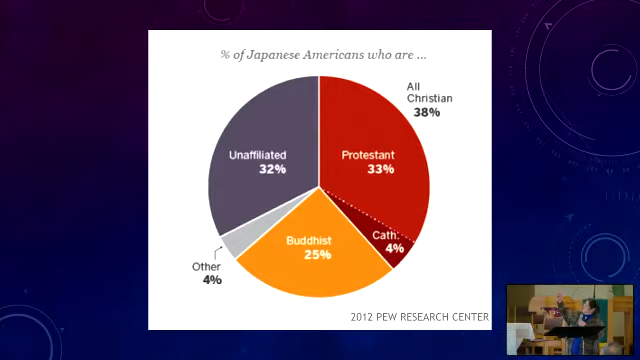 % of Japanese Americans who are ...
All
Christian
38%
Unaffiliated
32%
Protestant
33%
Cath.
4%
Buddhist
25%
Other
4%
2012 PEW RESEARCH CENTER